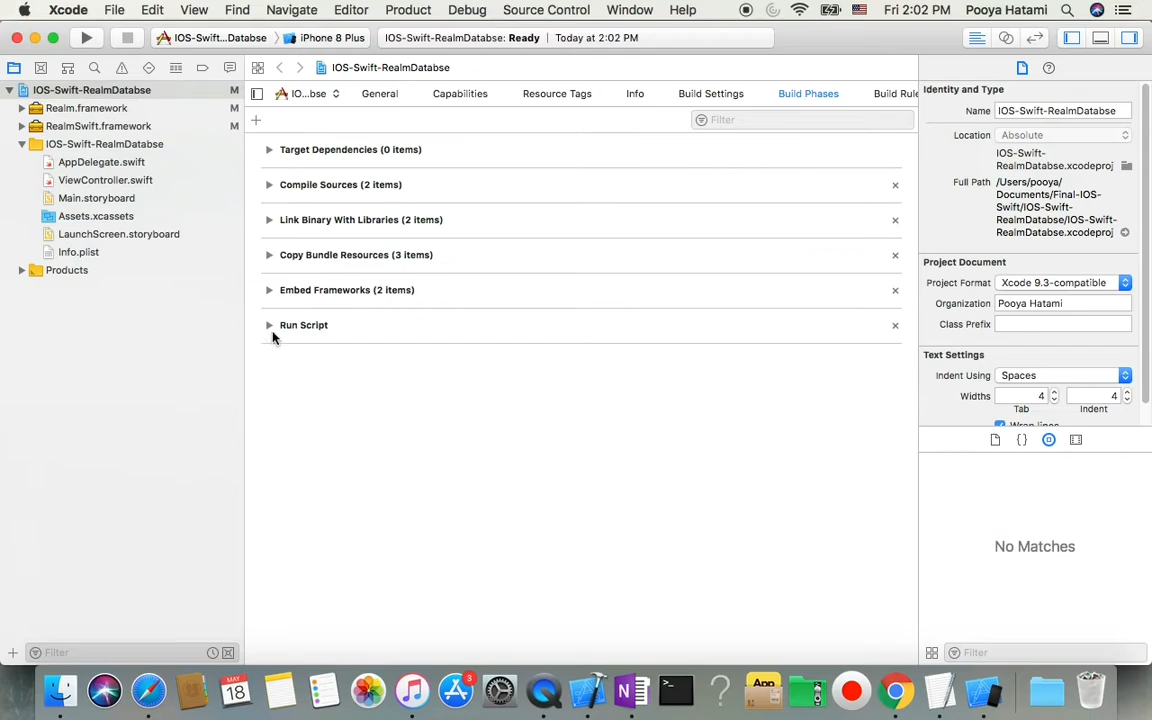 Xcode File Edit View Find Navigate Editor Product Debug Source Control Window Help Fri 2:02 PM Pooya Hatami
IOS-Swift...Databse iPhone 8 Plus IOS-Swift-RealmDatabse: Ready Today at 2:02 PM
IOS-Swift-RealmDatabse
IOS-Swift-RealmDatabse M
Realm.framework M
RealmSwift.framework M
IOS-Swift-RealmDatabse
AppDelegate.swift
ViewController.swift
Main.storyboard
Assets.xcassets
LaunchScreen.storyboard
Info.plist
Products
Filter
IO...bse General Capabilities Resource Tags Info Build Settings Build Phases Build Rule
Filter
Target Dependencies (0 items)
Compile Sources (2 items)
Link Binary With Libraries (2 items)
Copy Bundle Resources (3 items)
Embed Frameworks (2 items)
Run Script
Identity and Type
Name IOS-Swift-RealmDatabse
Location Absolute
IOS-Swift-
RealmDatabse.xcodeproj
Full Path /Users/pooya/
Documents/Final-IOS-
Swift/IOS-Swift-
RealmDatabse/IOS-Swift-
RealmDatabse.xcodeproj
Project Document
Project Format Xcode 9.3-compatible
Organization Pooya Hatami
Class Prefix
Text Settings
Indent Using Spaces
Widths 4 4
Tab Indent
Wrap lines
{ }
No Matches
Filter
MAY
18
3
App